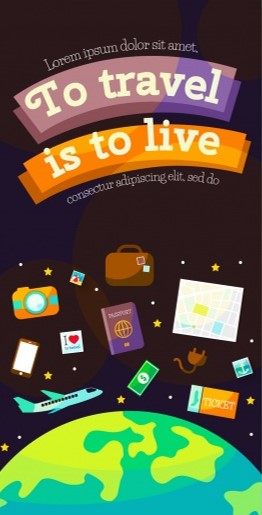 Lorem ipsum dolor sit amet,
To travel
is to live
consectur adipiscing elit, sed do
PASSPORT
I
TICKET